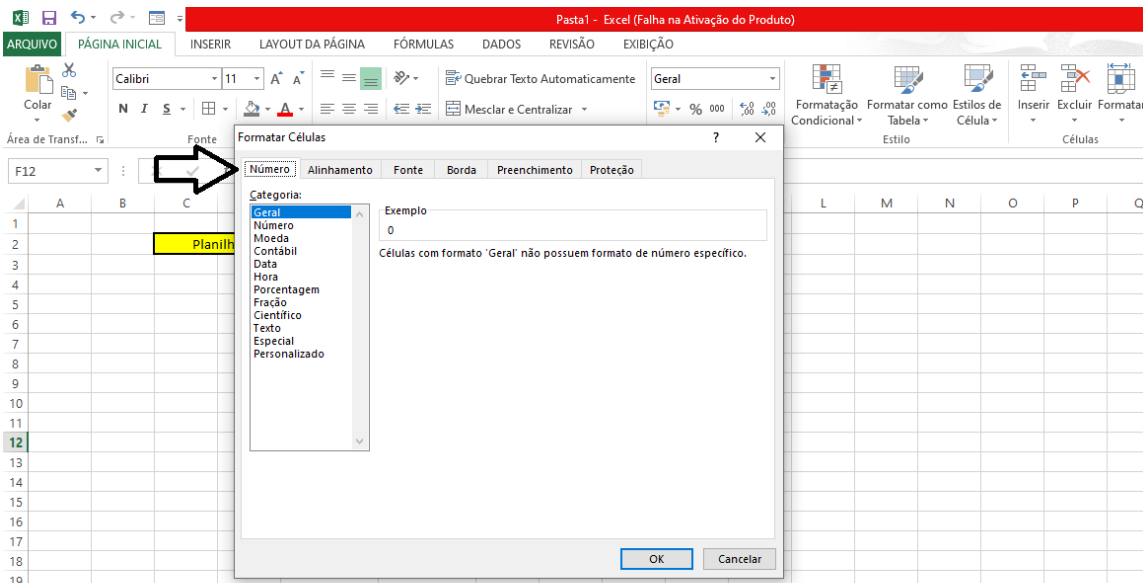 Pasta1 - Excel (Falha na Ativação do Produto)
ARQUIVO PÁGINA INICIAL INSERIR LAYOUT DA PÁGINA FÓRMULAS DADOS REVISÃO EXIBIÇÃO
Colar
Calibri 11
Quebrar Texto Automaticamente
Geral
N I S
Mesclar e Centralizar
% 000
Formatação Condicional
Formatar como Tabela
Estilos de Célula
Inserir Excluir Formatar
Área de Transf... Fonte Estilo Células
Formatar Células ? X
F12
Número Alinhamento Fonte Borda Preenchimento Proteção
Categoria:
Geral
Número
Moeda
Contábil
Data
Hora
Porcentagem
Fração
Científico
Texto
Especial
Personalizado
Exemplo
0
Células com formato 'Geral' não possuem formato de número específico.
OK Cancelar
A B C L M N O P Q
1
2 Planilh
3
4
5
6
7
8
9
10
11
12
13
14
15
16
17
18
19